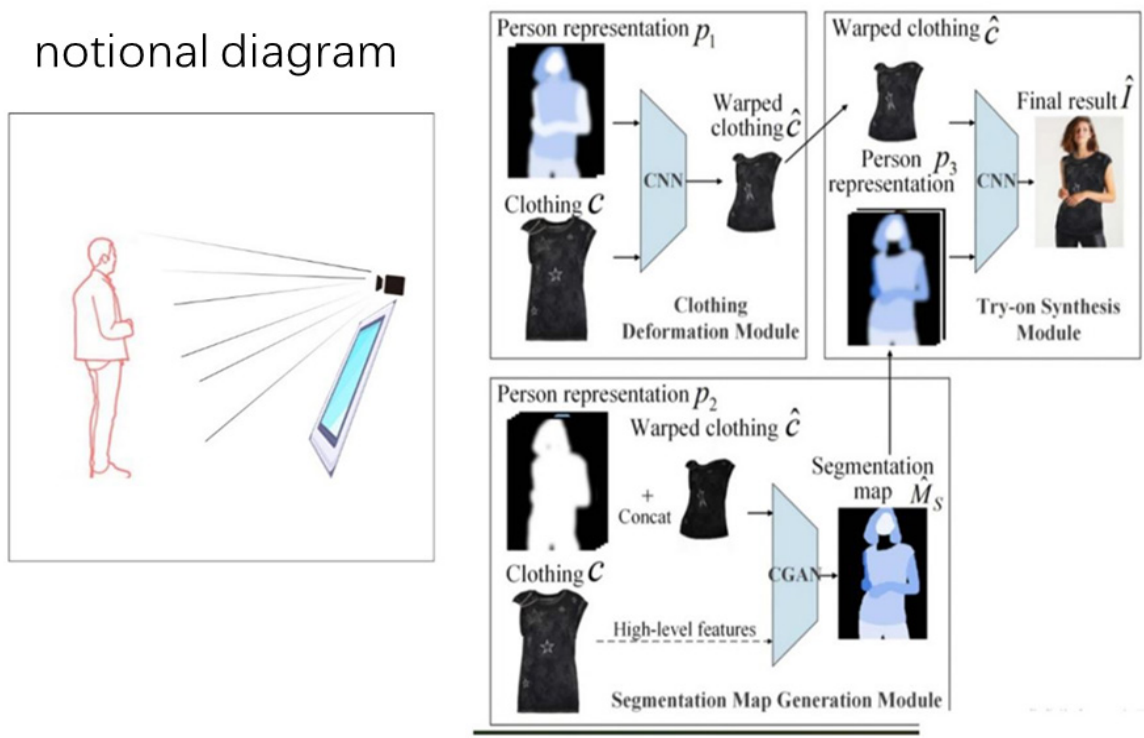 notional diagram
Person representation p₁
Clothing C
CNN
Warped
clothing ĉ
Clothing
Deformation Module
Warped clothing ĉ
Person p₃
representation
CNN
Final result Î
Try-on Synthesis
Module
Person representation p₂
Warped clothing ĉ
+
Concat
Clothing C
High-level features
CGAN
Segmentation
map M̂ₛ
Segmentation Map Generation Module